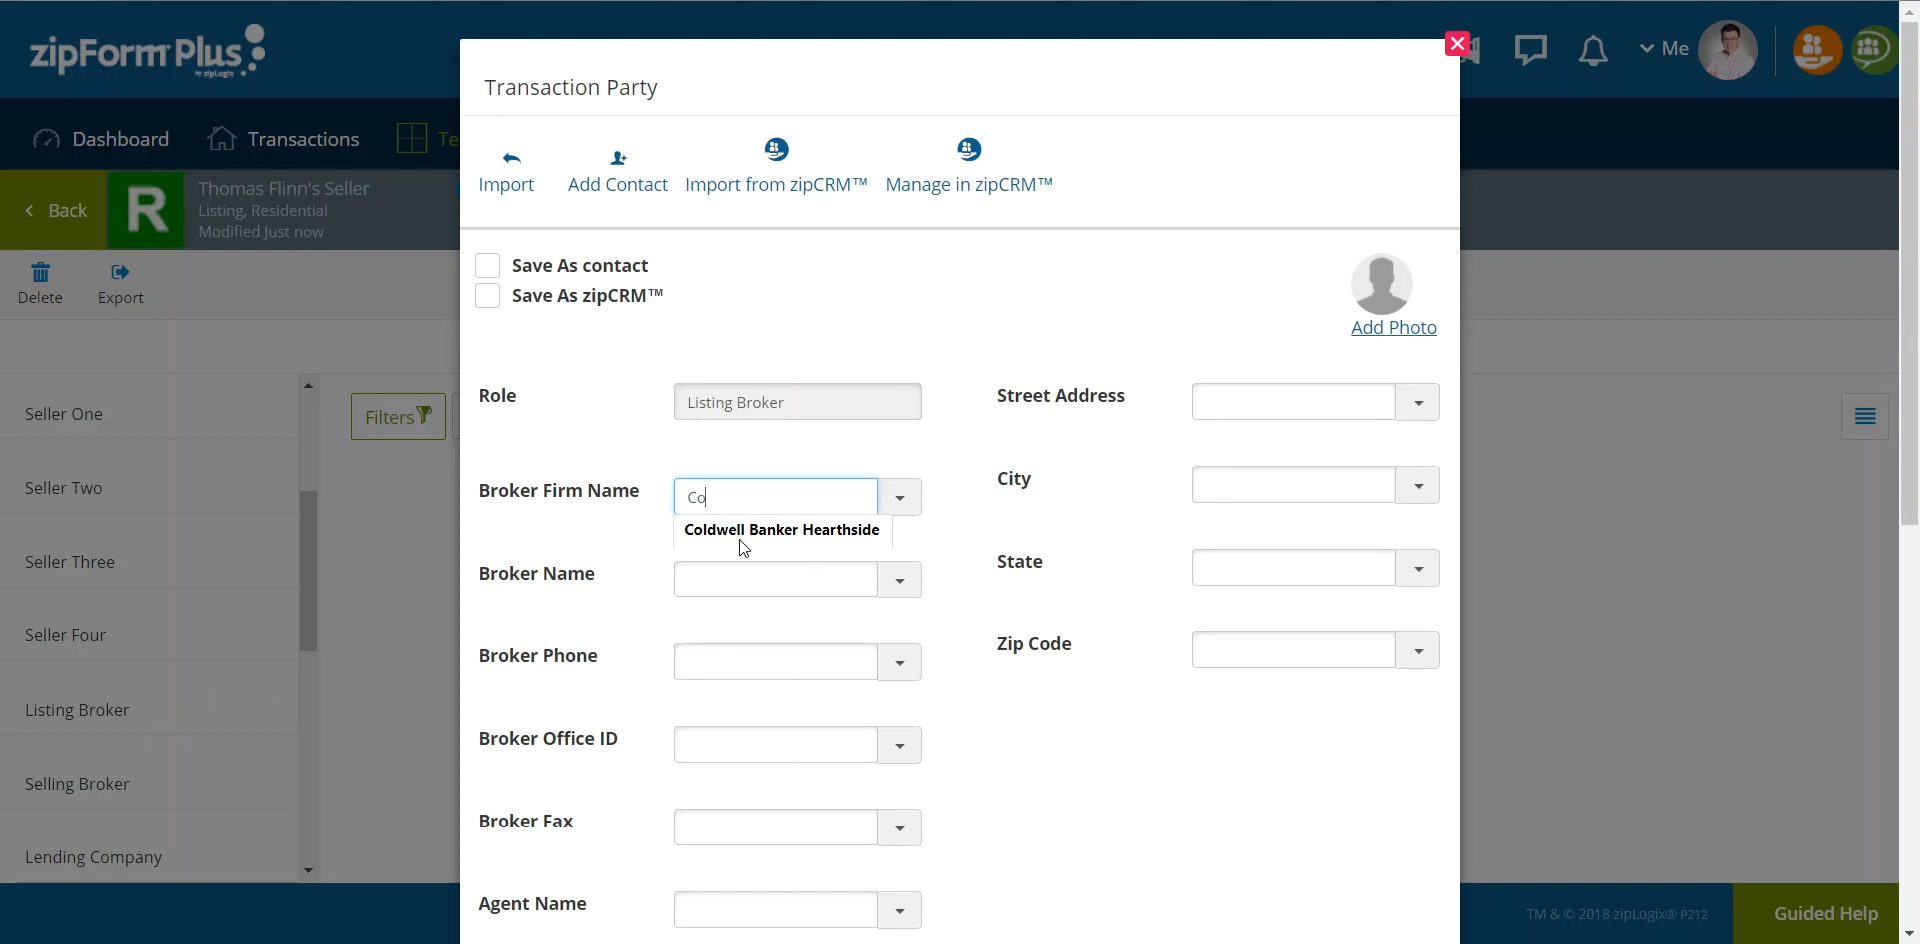 zipForm Plus
by zipLogix
Me
Dashboard
Transactions
Te
Back
R
Thomas Flinn's Seller
Listing, Residential
Modified Just now
Delete
Export
Seller One
Seller Two
Seller Three
Seller Four
Listing Broker
Selling Broker
Lending Company
Filters
Transaction Party
Import
Add Contact
Import from zipCRM™
Manage in zipCRM™
Save As contact
Save As zipCRM™
Add Photo
Role
Listing Broker
Broker Firm Name
Co
Coldwell Banker Hearthside
Broker Name
Broker Phone
Broker Office ID
Broker Fax
Agent Name
Street Address
City
State
Zip Code
TM & © 2018 zipLogix® P212
Guided Help